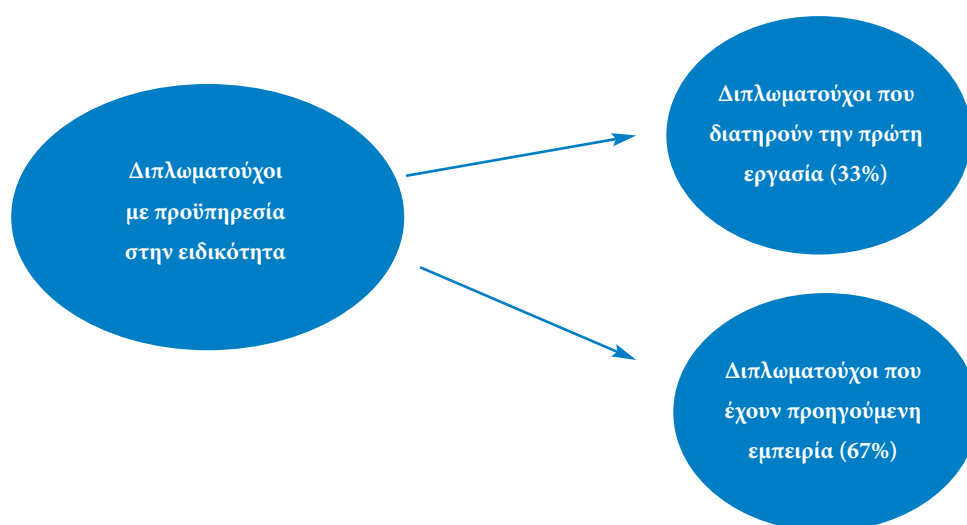 Διπλωματούχοι
με προϋπηρεσία
στην ειδικότητα
Διπλωματούχοι που
διατηρούν την πρώτη
εργασία (33%)
Διπλωματούχοι που
έχουν προηγούμενη
εμπειρία (67%)